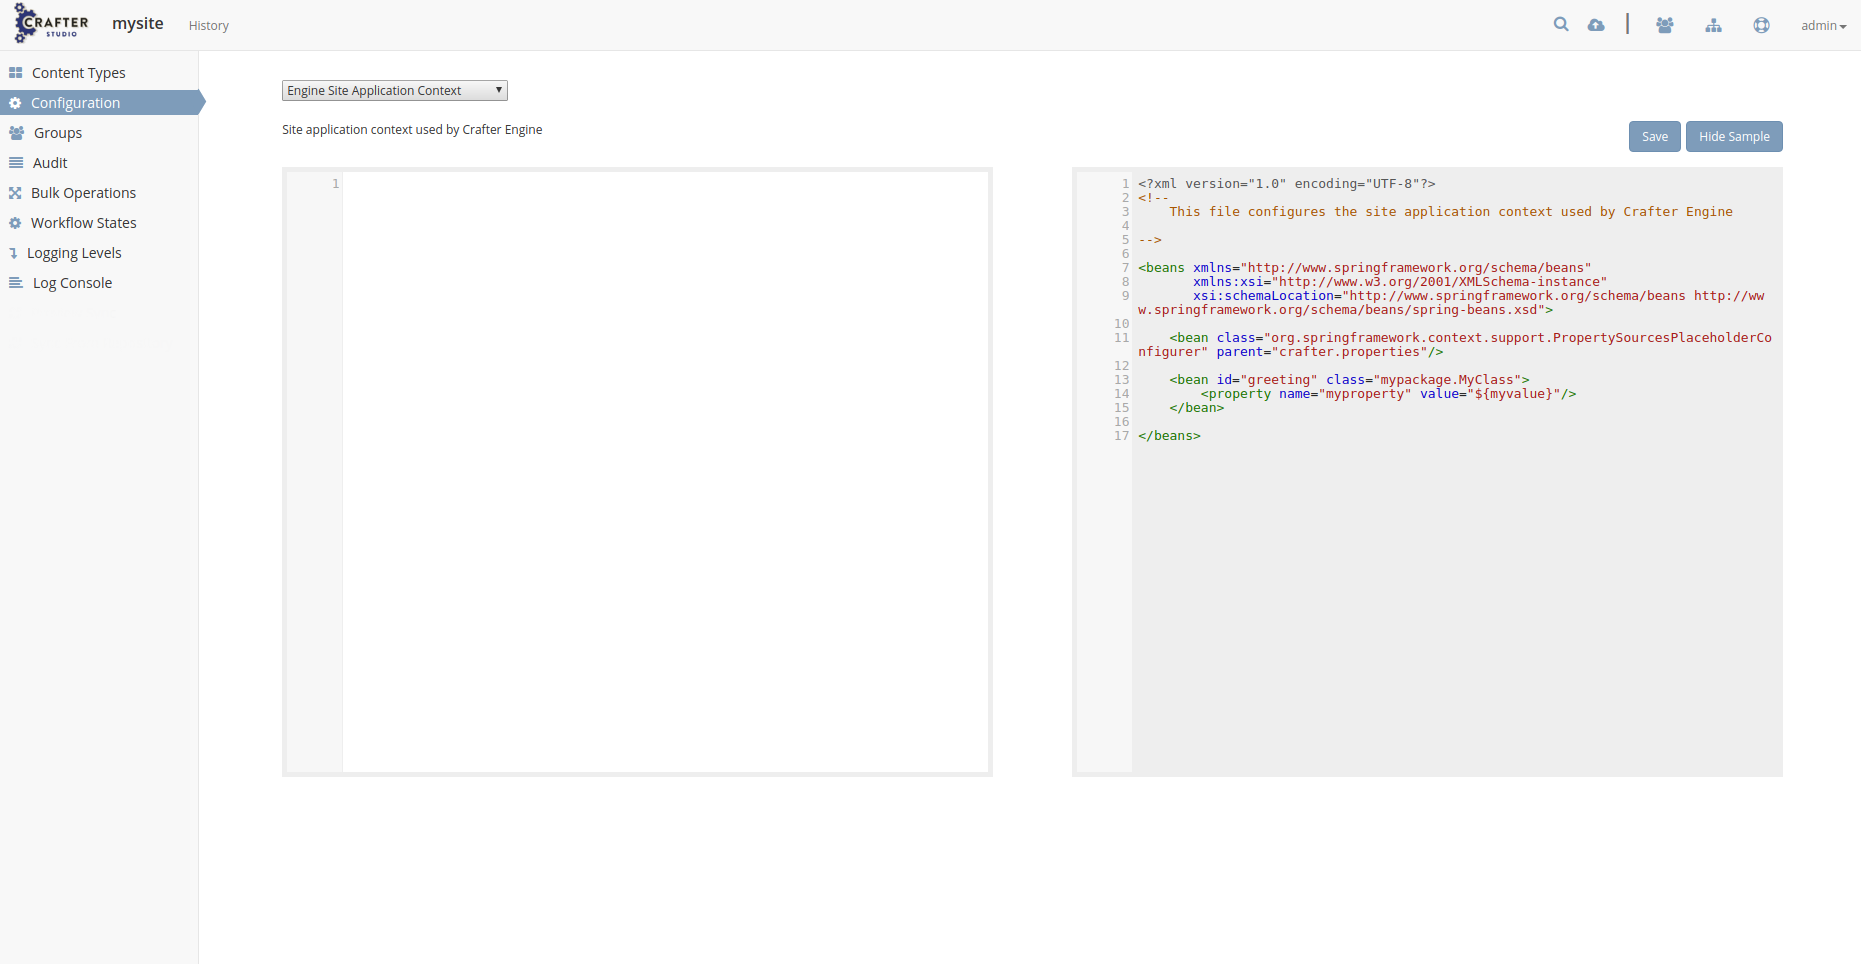 CRAFTER
STUDIO
mysite
History
admin
Content Types
Configuration
Groups
Audit
Bulk Operations
Workflow States
Logging Levels
Log Console
Engine Site Application Context
Site application context used by Crafter Engine
Save
Hide Sample
1
1 <?xml version="1.0" encoding="UTF-8"?>
2 <!--
3     This file configures the site application context used by Crafter Engine
4
5 -->
6
7 <beans xmlns="http://www.springframework.org/schema/beans"
8        xmlns:xsi="http://www.w3.org/2001/XMLSchema-instance"
9        xsi:schemaLocation="http://www.springframework.org/schema/beans http://ww
w.springframework.org/schema/beans/spring-beans.xsd">
10
11     <bean class="org.springframework.context.support.PropertySourcesPlaceholderCo
nfigurer" parent="crafter.properties"/>
12
13     <bean id="greeting" class="mypackage.MyClass">
14         <property name="myproperty" value="${myvalue}"/>
15     </bean>
16
17 </beans>